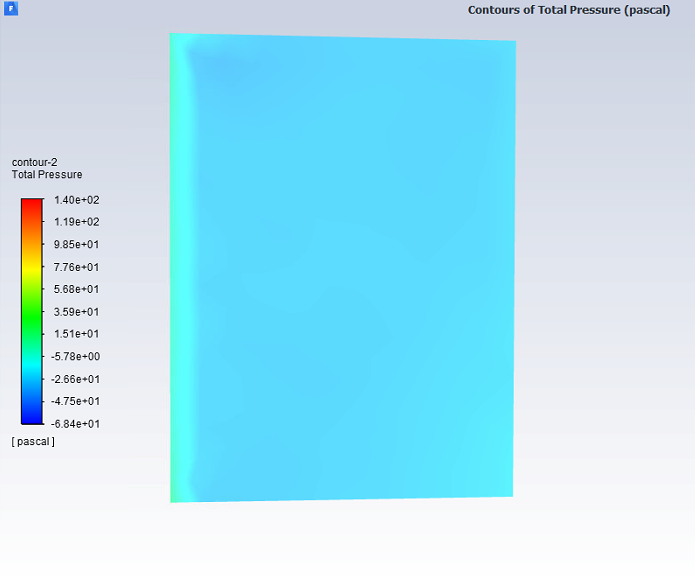 F
Contours of Total Pressure (pascal)
contour-2
Total Pressure
1.40e+02
1.19e+02
9.85e+01
7.76e+01
5.68e+01
3.59e+01
1.51e+01
-5.78e+00
-2.66e+01
-4.75e+01
-6.84e+01
[ pascal ]